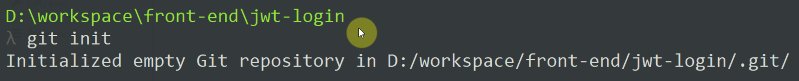 D:\workspace\front-end\jwt-login
λ git init
Initialized empty Git repository in D:/workspace/front-end/jwt-login/.git/